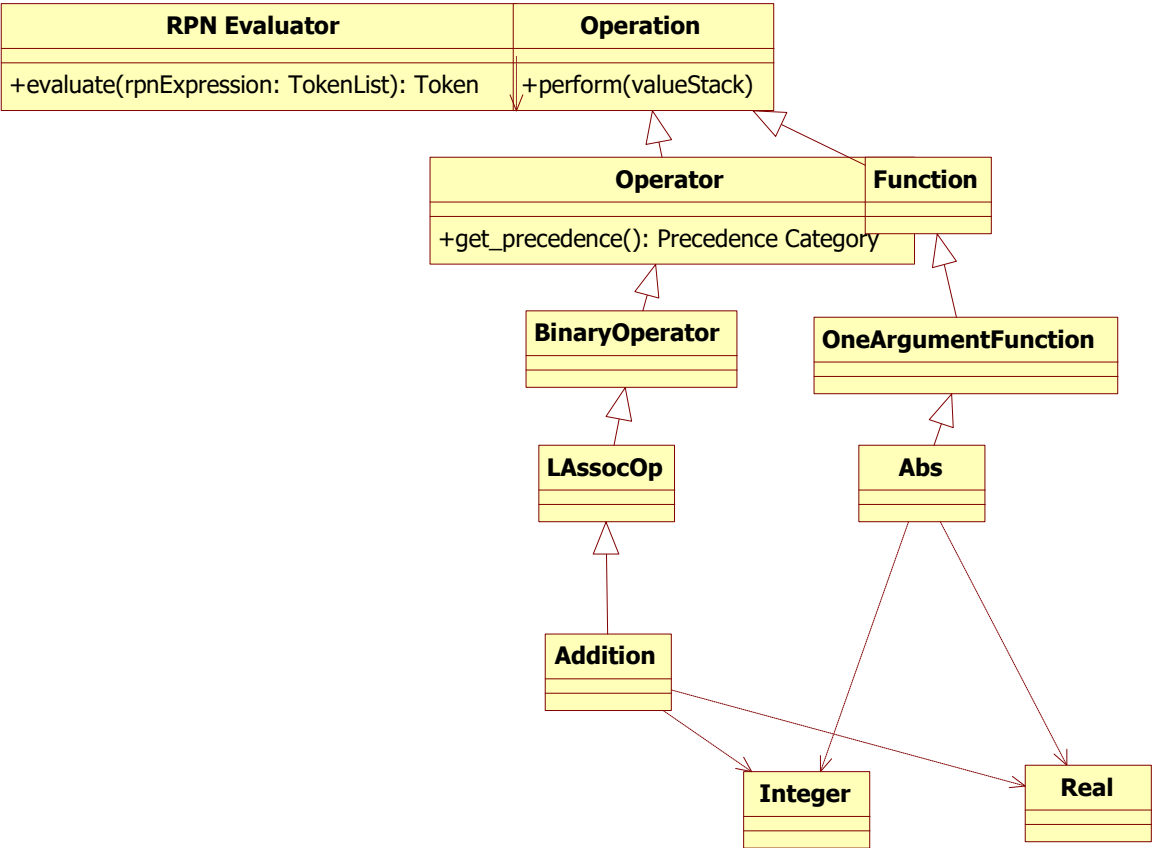 RPN Evaluator
Operation
+evaluate(rpnExpression: TokenList): Token
+perform(valueStack)
Operator
Function
+get_precedence(): Precedence Category
BinaryOperator
OneArgumentFunction
LAssocOp
Abs
Addition
Integer
Real